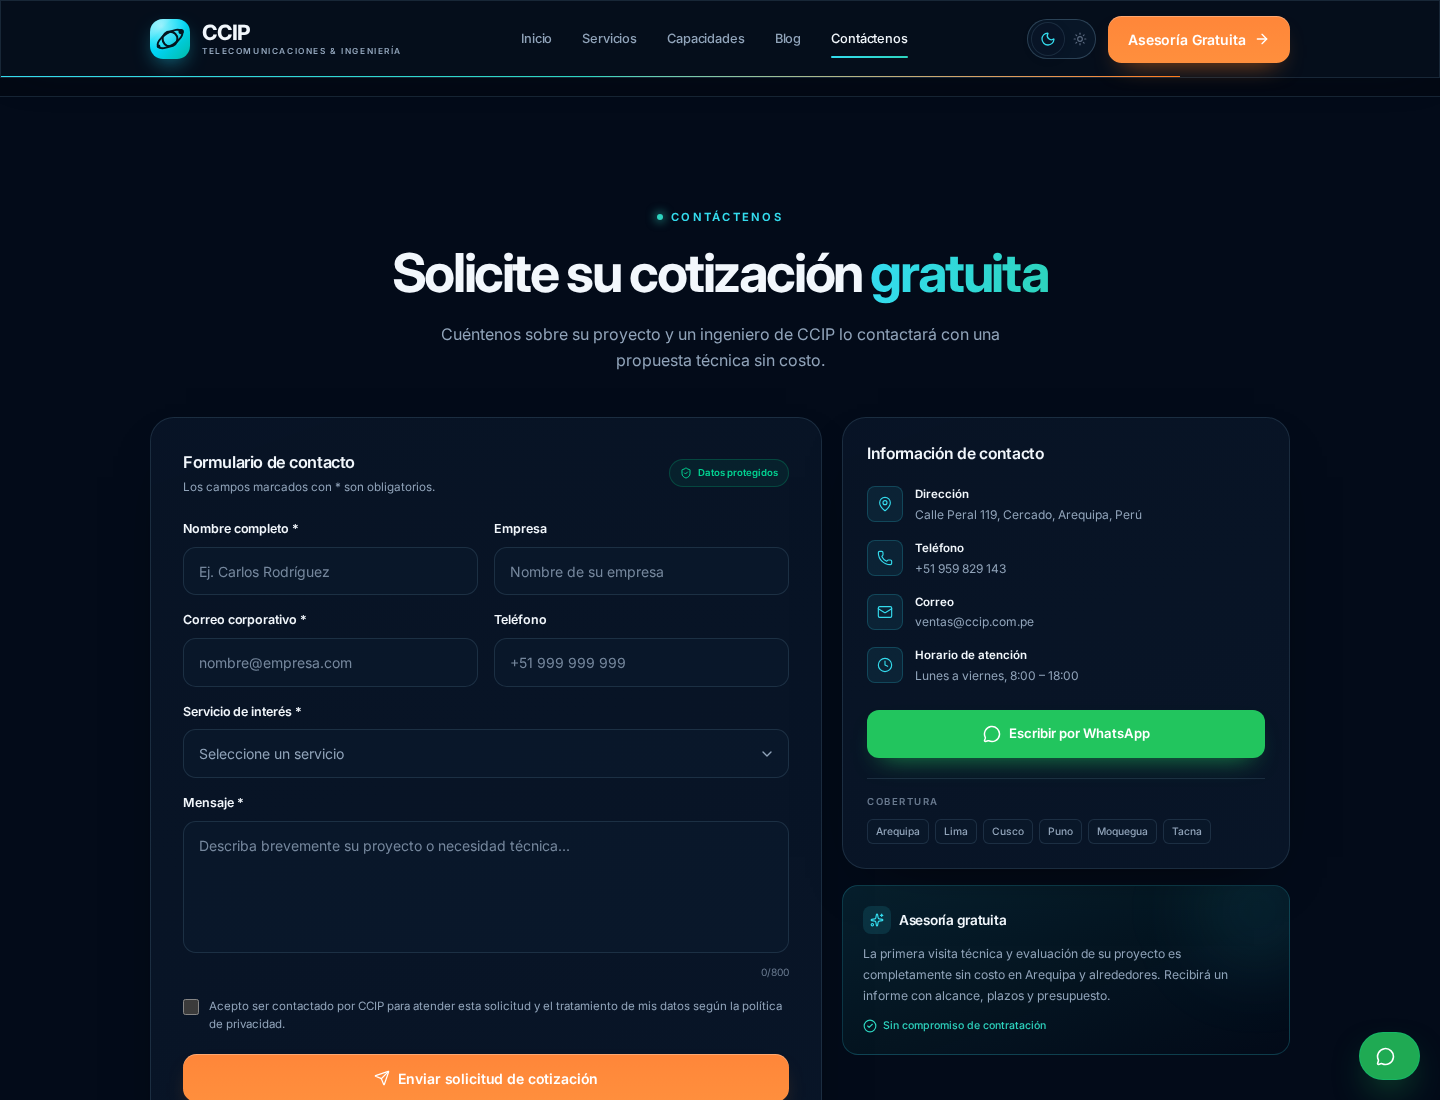 CCIP
TELECOMUNICACIONES & INGENIERÍA
Inicio
Servicios
Capacidades
Blog
Contáctenos
Asesoría Gratuita
CONTÁCTENOS
Solicite su cotización gratuita
Cuéntenos sobre su proyecto y un ingeniero de CCIP lo contactará con una
propuesta técnica sin costo.
Formulario de contacto
Los campos marcados con * son obligatorios.
Datos protegidos
Nombre completo *
Empresa
Ej. Carlos Rodríguez
Nombre de su empresa
Correo corporativo *
Teléfono
nombre@empresa.com
+51 999 999 999
Servicio de interés *
Seleccione un servicio
Mensaje *
Describa brevemente su proyecto o necesidad técnica...
0/800
Acepto ser contactado por CCIP para atender esta solicitud y el tratamiento de mis datos según la política
de privacidad.
Enviar solicitud de cotización
Información de contacto
Dirección
Calle Peral 119, Cercado, Arequipa, Perú
Teléfono
+51 959 829 143
Correo
ventas@ccip.com.pe
Horario de atención
Lunes a viernes, 8:00 – 18:00
Escribir por WhatsApp
COBERTURA
Arequipa
Lima
Cusco
Puno
Moquegua
Tacna
Asesoría gratuita
La primera visita técnica y evaluación de su proyecto es
completamente sin costo en Arequipa y alrededores. Recibirá un
informe con alcance, plazos y presupuesto.
Sin compromiso de contratación